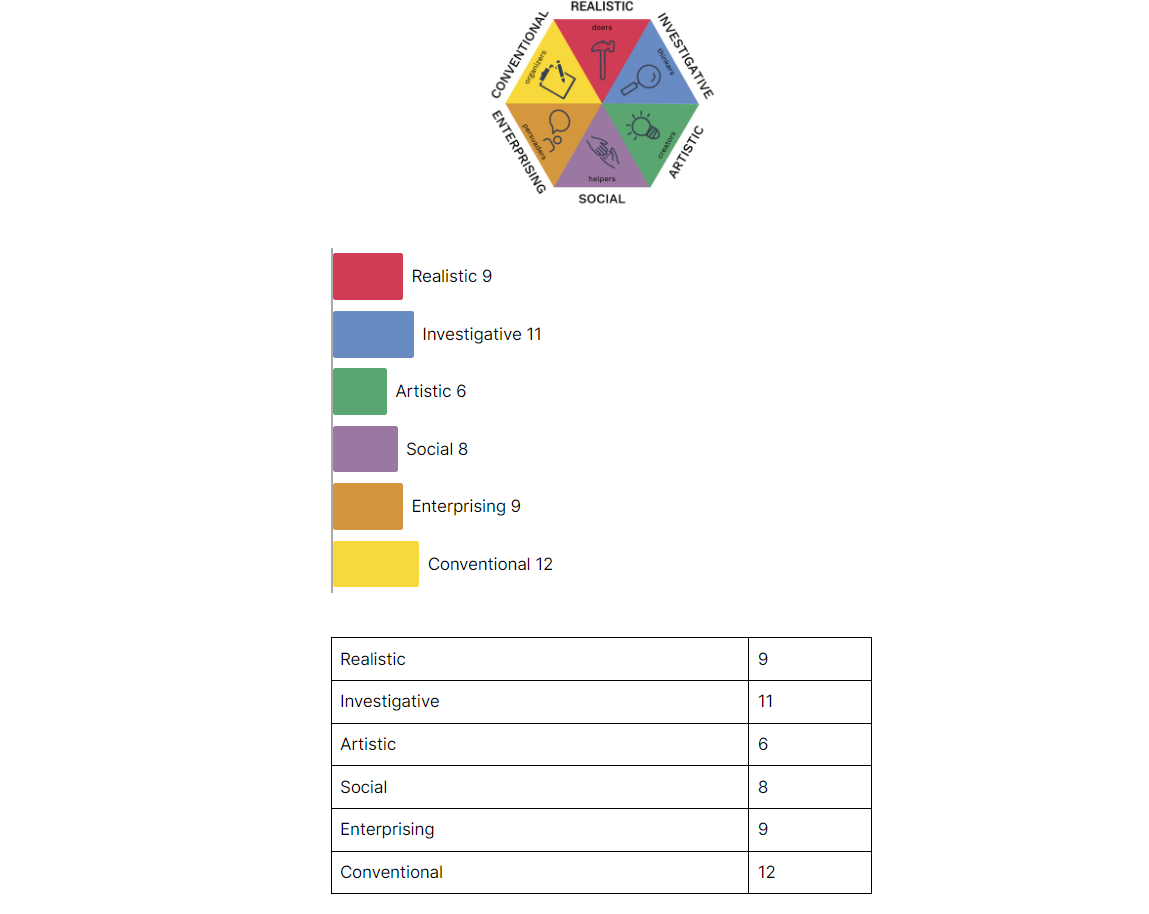 REALISTIC
CONVENTIONAL
INVESTIGATIVE
doers
organizers
thinkers
persuaders
creators
helpers
ENTERPRISING
ARTISTIC
SOCIAL
Realistic 9
Investigative 11
Artistic 6
Social 8
Enterprising 9
Conventional 12
Realistic 9
Investigative 11
Artistic 6
Social 8
Enterprising 9
Conventional 12